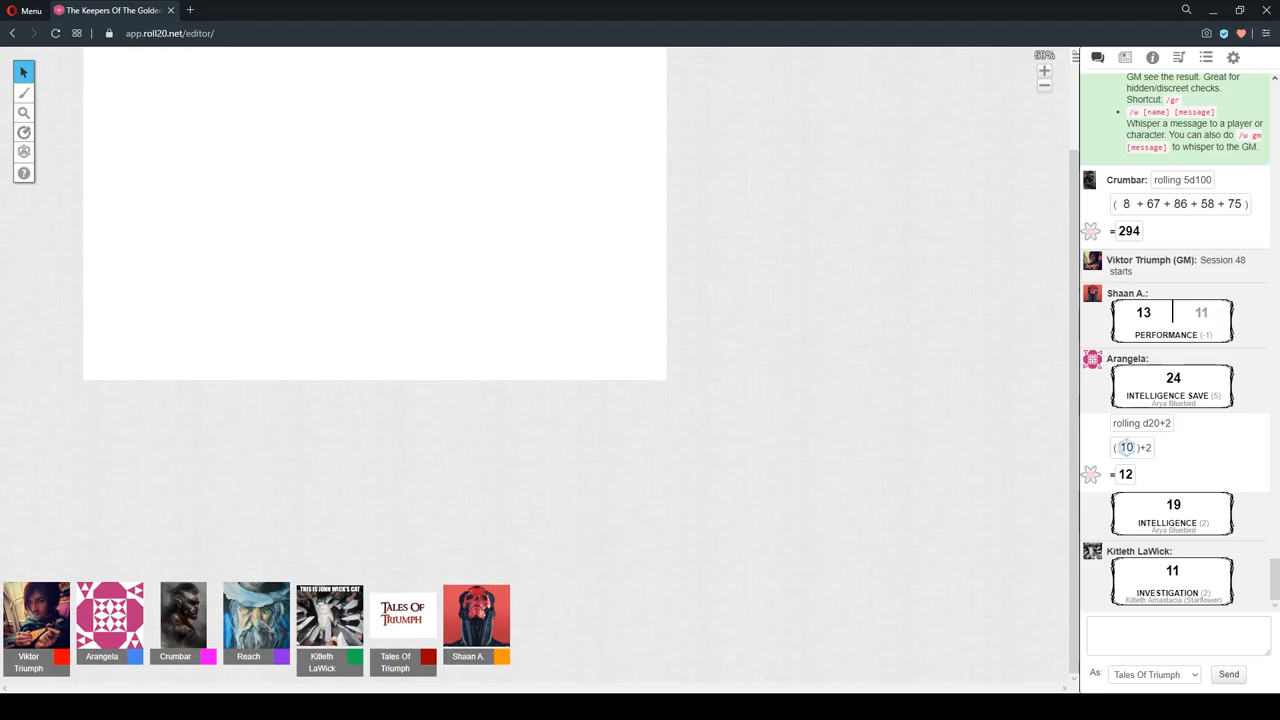 Menu
The Keepers Of The Golde
app.roll20.net/editor/
50%
GM see the result. Great for
hidden/discreet checks.
Shortcut: /gr
• /w [name] [message]
Whisper a message to a player or
character. You can also do /w gm
[message] to whisper to the GM.
Crumbar: rolling 5d100
( 8 + 67 + 86 + 58 + 75 )
= 294
Viktor Triumph (GM): Session 48
starts
Shaan A.:
13 11
PERFORMANCE (-1)
Arangela:
24
INTELLIGENCE SAVE (5)
Arya Bluebird
rolling d20+2
( 10 )+2
= 12
19
INTELLIGENCE (2)
Arya Bluebird
Kitleth LaWick:
11
INVESTIGATION (2)
Kitleth Amastacia (Starflower)
THIS IS JOHN WICK'S CAT
TALES OF
TRIUMPH
Viktor
Triumph
Arangela
Crumbar
Reach
Kitleth
LaWick
Tales Of
Triumph
Shaan A.
As: Tales Of Triumph Send